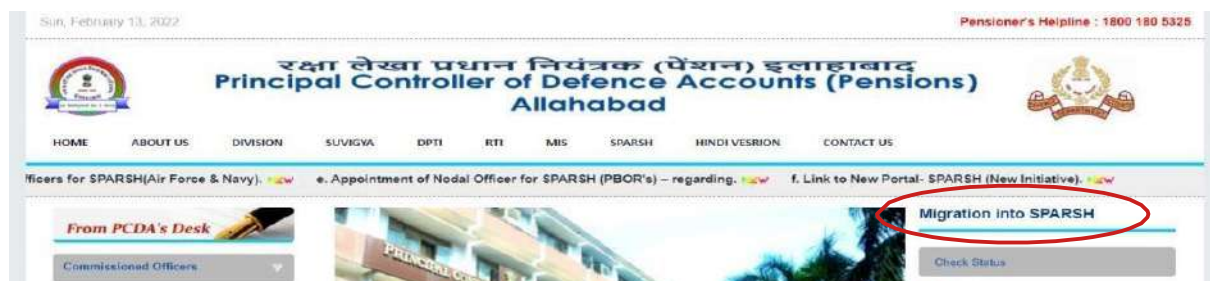 Sun, February 13, 2022
Pensioner's Helpline : 1800 180 5325
रक्षा लेखा प्रधान नियंत्रक (पेंशन) इलाहाबाद
Principal Controller of Defence Accounts (Pensions)
Allahabad
HOME ABOUT US DIVISION SUVIGYA DPTI RTI MIS SPARSH HINDI VESRION CONTACT US
fficers for SPARSH(Air Force & Navy). e. Appointment of Nodal Officer for SPARSH (PBOR's) – regarding. f. Link to New Portal- SPARSH (New Initiative).
From PCDA's Desk
Commissioned Officers
PRINCIPAL
Migration into SPARSH
Check Status